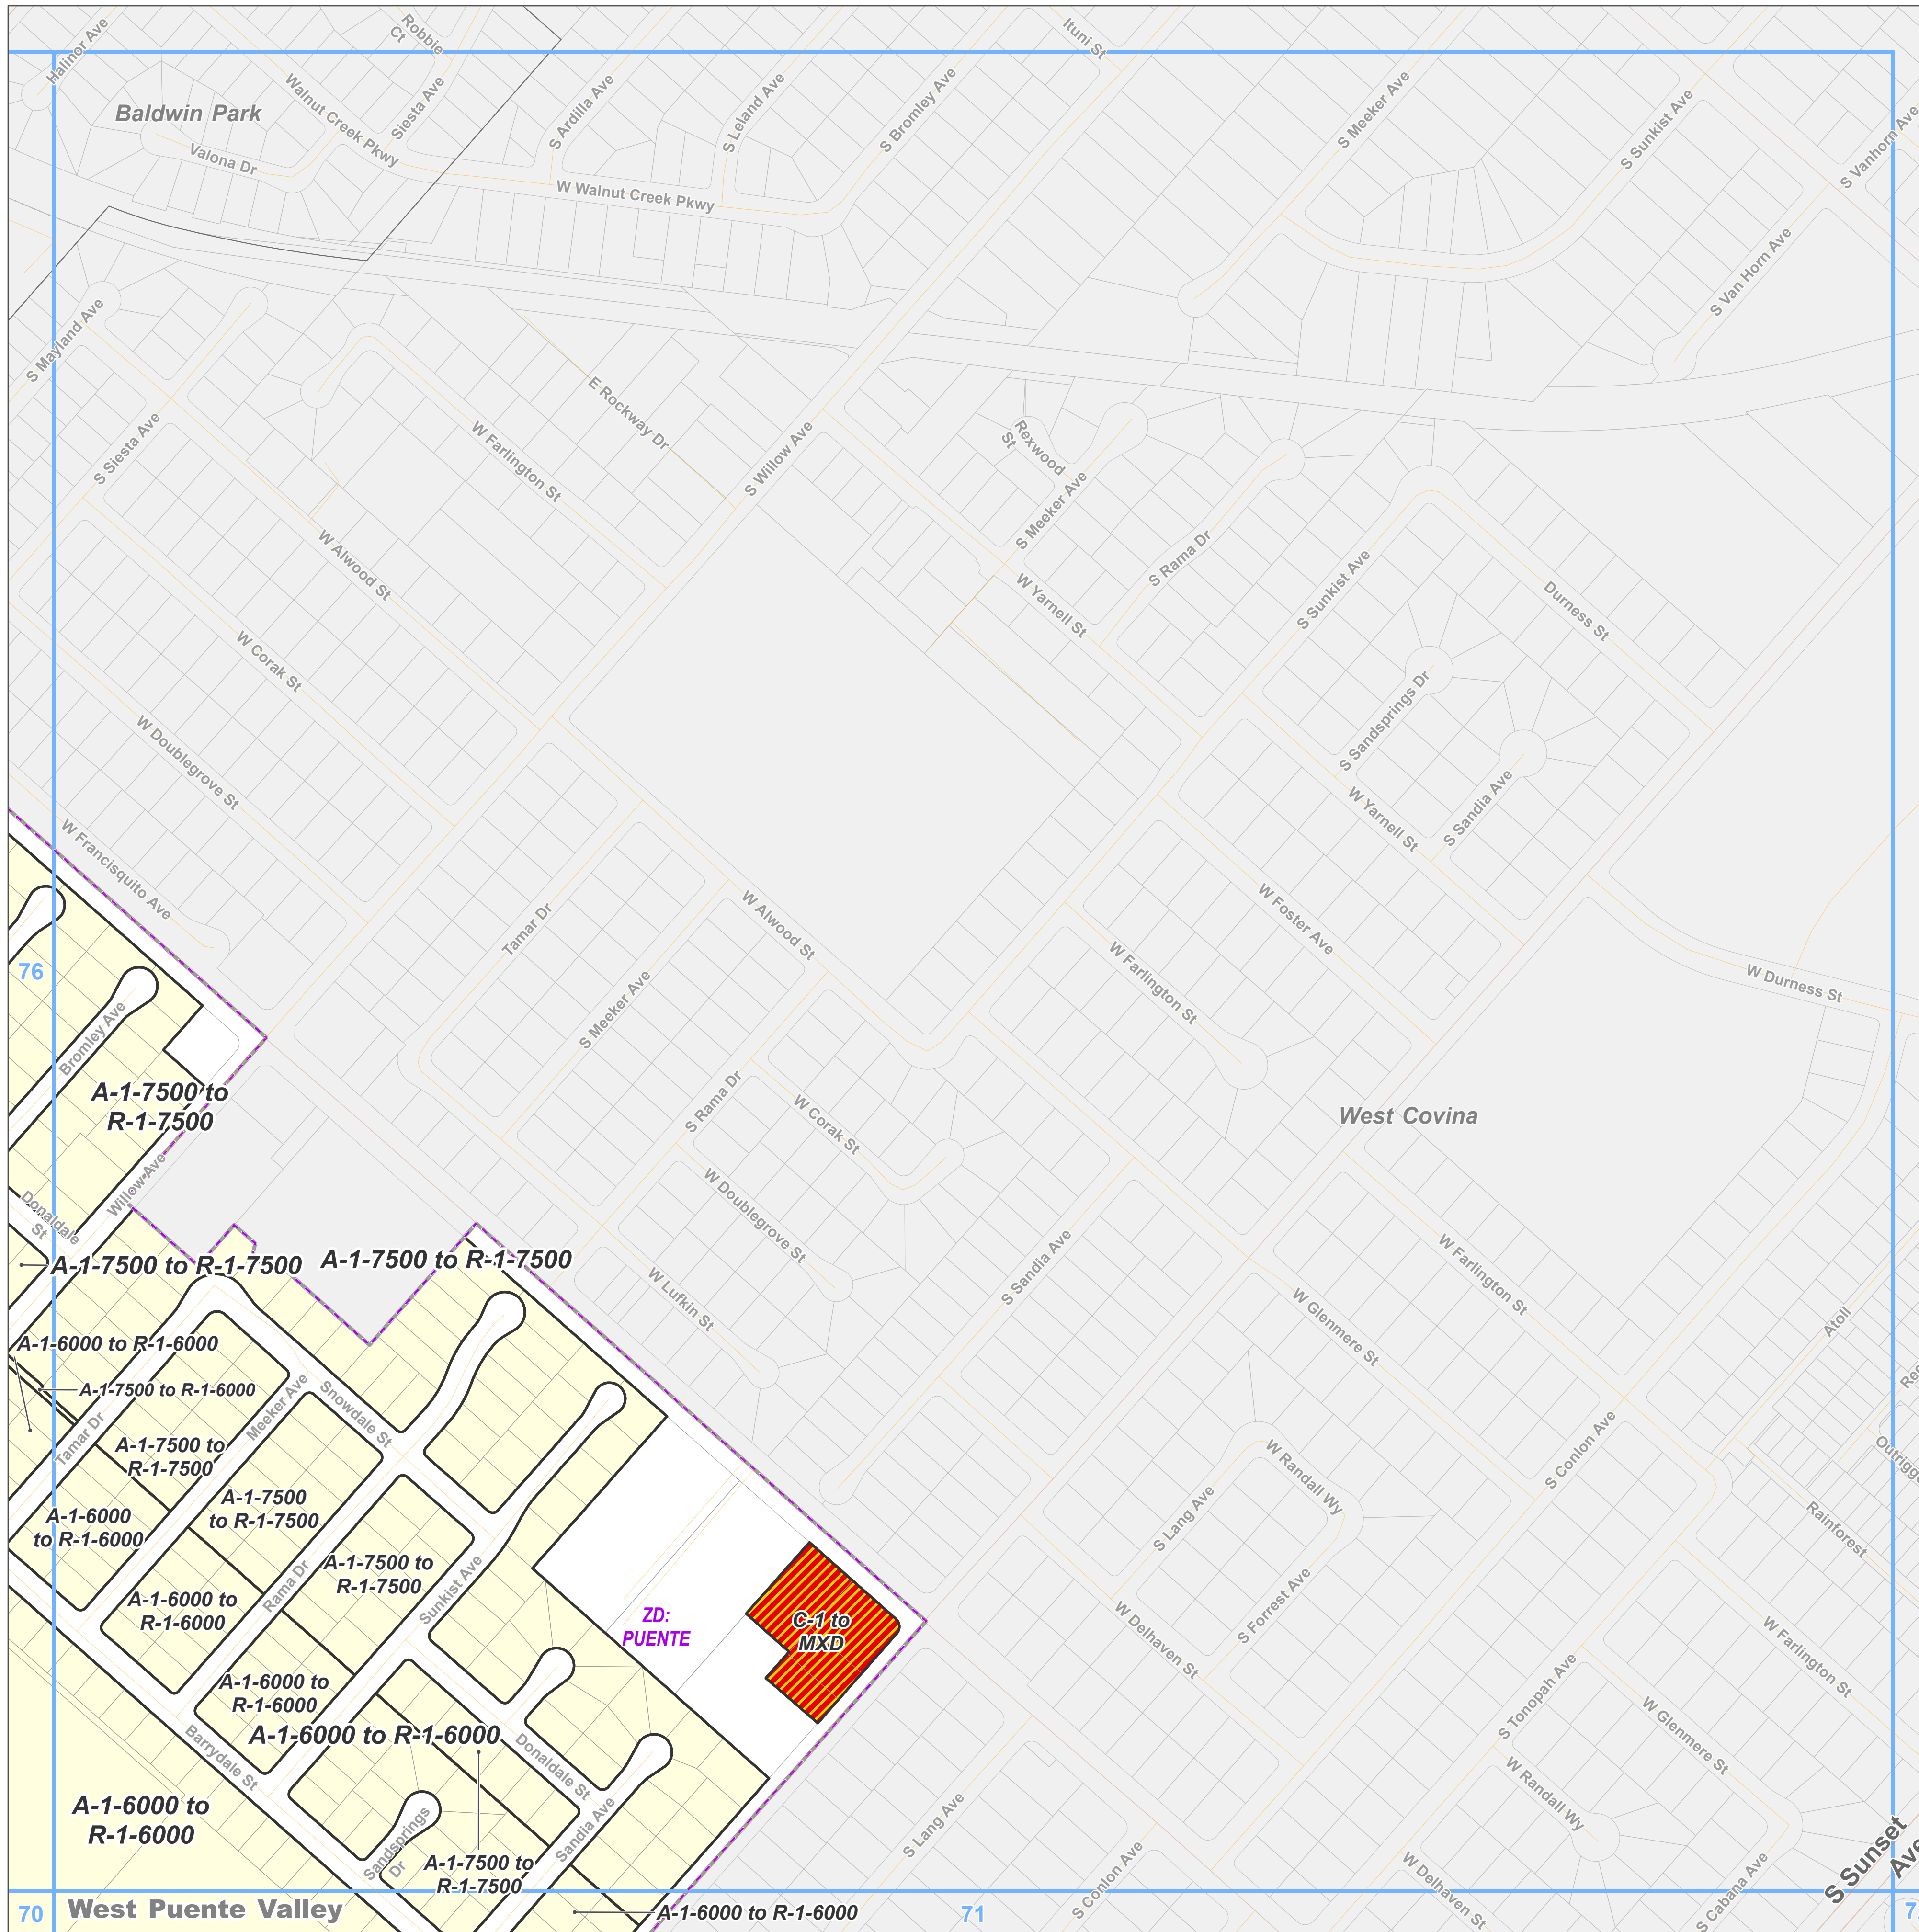 Halinor Ave
Robbie
Ct
Ituni St
Baldwin Park
Walnut Creek Pkwy
Siesta Ave
S Ardilla Ave
S Leland Ave
S Bromley Ave
S Meeker Ave
S Sunkist Ave
S Vanhorn Ave
Valona Dr
W Walnut Creek Pkwy
S Van Horn Ave
S Mayland Ave
S Siesta Ave
W Farlington St
E Rockway Dr
S Willow Ave
Rexwood
St
S Meeker Ave
S Rama Dr
W Alwood St
W Yarnell St
S Sunkist Ave
Durness St
W Corak St
S Sandsprings Dr
W Doublegrove St
W Yarnell St
S Sandia Ave
W Francisquito Ave
Tamar Dr
W Alwood St
W Foster Ave
W Farlington St
76
W Durness St
Bromley Ave
S Meeker Ave
A-1-7500 to
R-1-7500
S Rama Dr
W Corak St
West Covina
Willow Ave
Donaldale
St
W Doublegrove St
S Sandia Ave
A-1-7500 to R-1-7500
A-1-7500 to R-1-7500
W Lufkin St
W Farlington St
W Glenmere St
Atoll
A-1-6000 to R-1-6000
A-1-7500 to R-1-6000
Tamar Dr
Meeker Ave
Snowdale St
A-1-7500 to
R-1-7500
A-1-7500
to R-1-7500
A-1-6000
to R-1-6000
A-1-7500 to
R-1-7500
Rama Dr
Sunkist Ave
A-1-6000 to
R-1-6000
ZD:
PUENTE
C-1 to
MXD
S Lang Ave
W Randall Wy
S Conlon Ave
Outrigge
Rainforest
S Forrest Ave
W Delhaven St
W Farlington St
S Tonopah Ave
W Glenmere St
W Randall Wy
A-1-6000 to
R-1-6000
A-1-6000 to R-1-6000
Barrydale St
Donaldale St
A-1-6000 to
R-1-6000
Sandsprings
Dr
Sandia Ave
A-1-7500 to
R-1-7500
S Lang Ave
S Conlon Ave
W Delhaven St
S Cabana Ave
S Sunset
Ave
70
West Puente Valley
A-1-6000 to R-1-6000
71